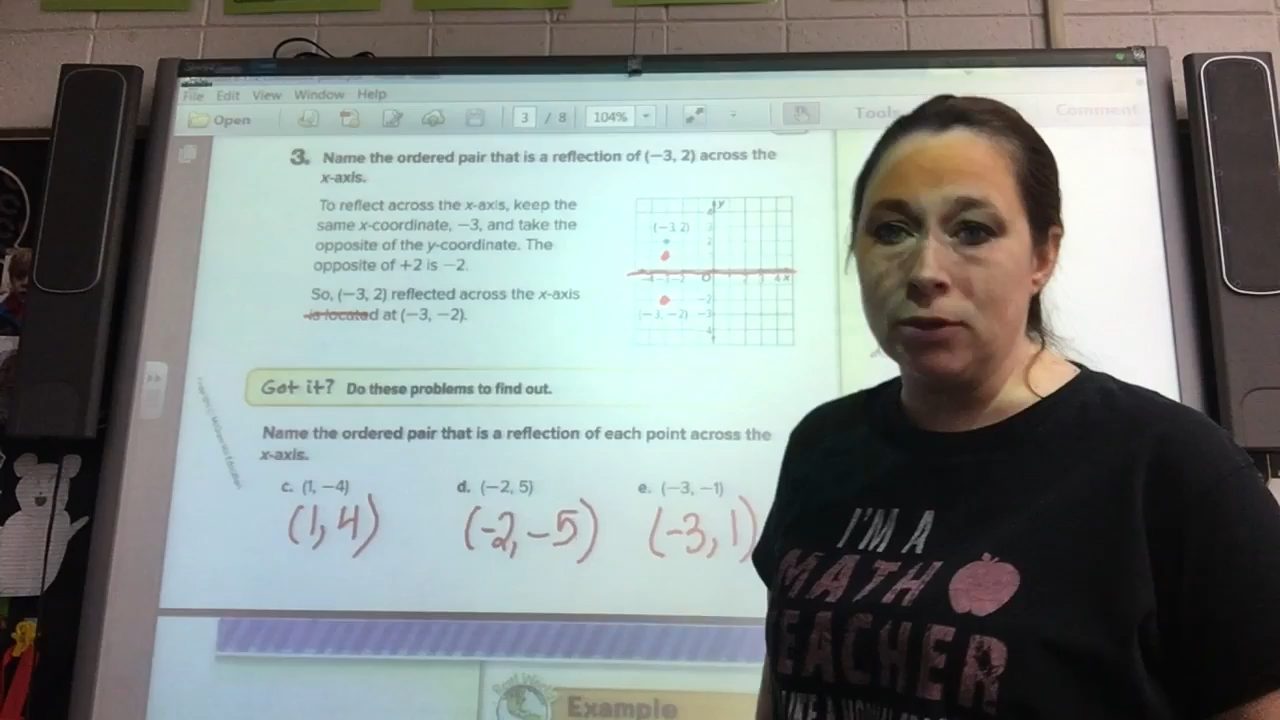 File Edit View Window Help
Open 3 / 8 104% Tools Comment
3. Name the ordered pair that is a reflection of (−3, 2) across the
x-axis.
To reflect across the x-axis, keep the
same x-coordinate, −3, and take the
opposite of the y-coordinate. The
opposite of +2 is −2.
So, (−3, 2) reflected across the x-axis
is located at (−3, −2).
y
(−3, 2)
O
x
(−3, −2)
Got it? Do these problems to find out.
Name the ordered pair that is a reflection of each point across the
x-axis.
c. (1, −4) d. (−2, 5) e. (−3, −1)
(1, 4) (-2, -5) (-3, 1)
Example
I'M A
MATH
TEACHER